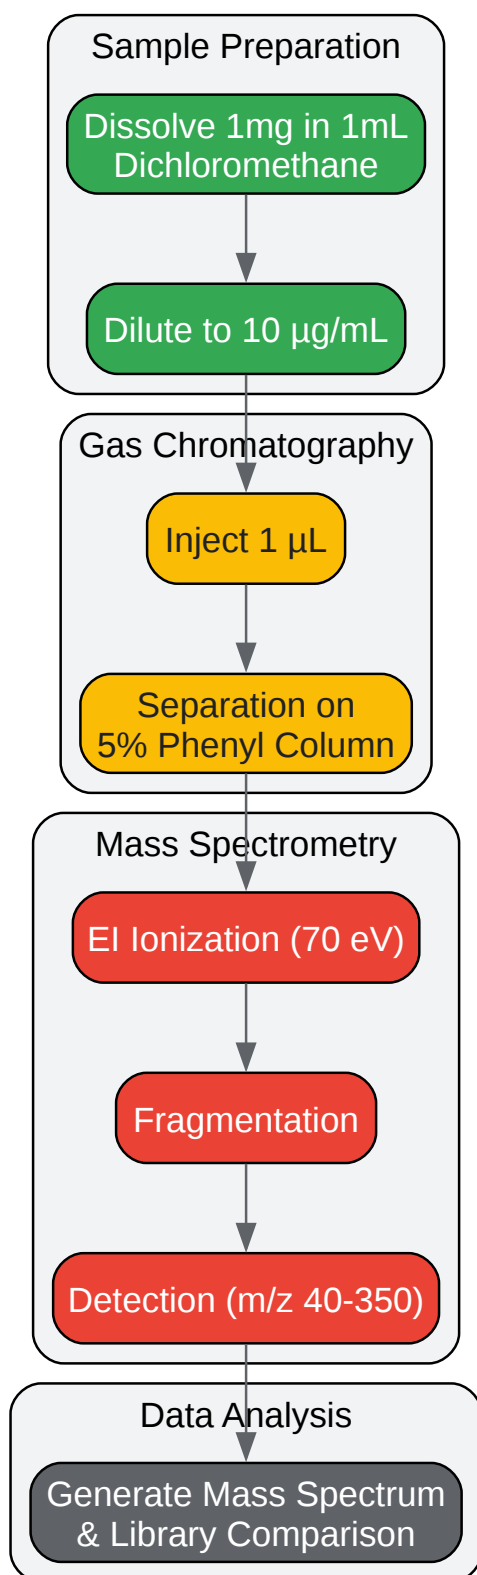 Sample Preparation
Dissolve 1mg in 1mL
Dichloromethane
Dilute to 10 µg/mL
Gas Chromatography
Inject 1 µL
Separation on
5% Phenyl Column
Mass Spectrometry
EI Ionization (70 eV)
Fragmentation
Detection (m/z 40-350)
Data Analysis
Generate Mass Spectrum
& Library Comparison